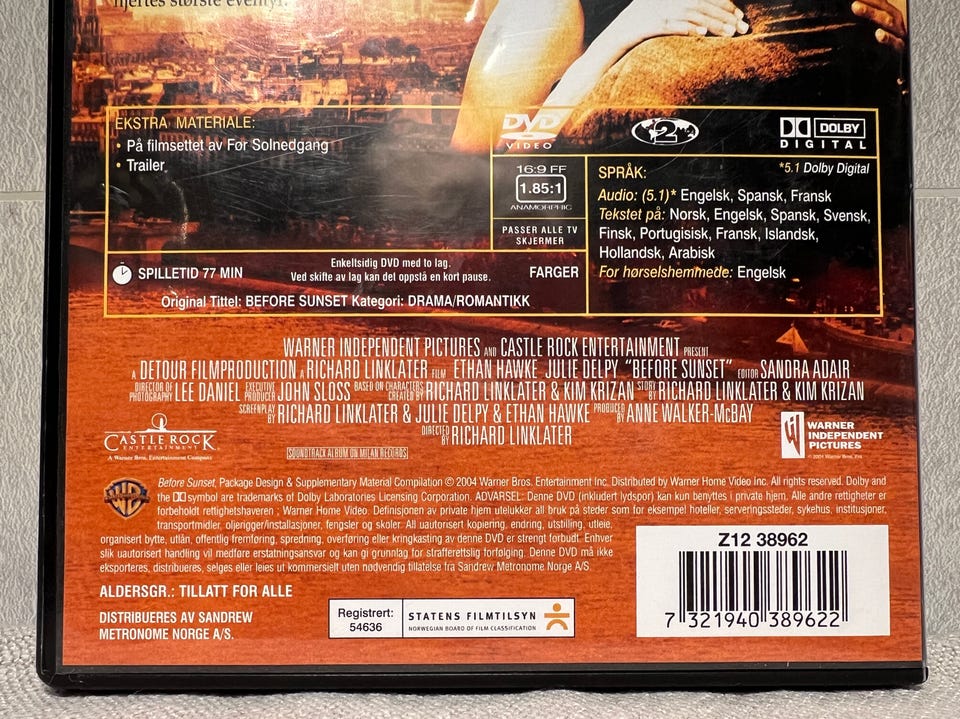 hjertes største eventyr.
EKSTRA MATERIALE:
• På filmsettet av Før Solnedgang
• Trailer
DVD
VIDEO
2
DOLBY
DIGITAL
16:9 FF
1.85:1
ANAMORPHIC
PASSER ALLE TV
SKJERMER
*5.1 Dolby Digital
SPRÅK:
Audio: (5.1)* Engelsk, Spansk, Fransk
Tekstet på: Norsk, Engelsk, Spansk, Svensk,
Finsk, Portugisisk, Fransk, Islandsk,
Hollandsk, Arabisk
For hørselshemmede: Engelsk
SPILLETID 77 MIN
Enkeltsidig DVD med to lag.
Ved skifte av lag kan det oppstå en kort pause.
FARGER
Original Tittel: BEFORE SUNSET Kategori: DRAMA/ROMANTIKK
WARNER INDEPENDENT PICTURES AND CASTLE ROCK ENTERTAINMENT PRESENT
A DETOUR FILMPRODUCTION A RICHARD LINKLATER FILM ETHAN HAWKE JULIE DELPY "BEFORE SUNSET" EDITOR SANDRA ADAIR
DIRECTOR OF PHOTOGRAPHY LEE DANIEL EXECUTIVE PRODUCER JOHN SLOSS BASED ON CHARACTERS CREATED BY RICHARD LINKLATER & KIM KRIZAN STORY BY RICHARD LINKLATER & KIM KRIZAN
SCREENPLAY BY RICHARD LINKLATER & JULIE DELPY & ETHAN HAWKE PRODUCED BY ANNE WALKER-McBAY
DIRECTED BY RICHARD LINKLATER
CASTLE ROCK
ENTERTAINMENT
A Warner Bros. Entertainment Company
SOUNDTRACK ALBUM ON MILAN RECORDS
WARNER
INDEPENDENT
PICTURES
WB
Before Sunset, Package Design & Supplementary Material Compilation © 2004 Warner Bros. Entertainment Inc. Distributed by Warner Home Video Inc. All rights reserved. Dolby and
the DD symbol are trademarks of Dolby Laboratories Licensing Corporation. ADVARSEL: Denne DVD (inkludert lydspor) kan kun benyttes i private hjem. Alle andre rettigheter er
forbeholdt rettighetshaveren ; Warner Home Video. Definisjonen av private hjem utelukker all bruk på steder som for eksempel hoteller, serveringssteder, sykehus, institusjoner,
transportmidler, oljerigger/installasjoner, fengsler og skoler. All uautorisert kopiering, endring, utstilling, utleie,
organisert bytte, utlån, offentlig fremføring, spredning, overføring eller kringkasting av denne DVD er strengt forbudt. Enhver
slik uautorisert handling vil medføre erstatningsansvar og kan gi grunnlag for strafferettslig forfølging. Denne DVD må ikke
eksporteres, distribueres, selges eller leies ut kommersielt uten nødvendig tillatelse fra Sandrew Metronome Norge A/S.
ALDERSGR.: TILLATT FOR ALLE
DISTRIBUERES AV SANDREW
METRONOME NORGE A/S.
Registrert:
54636
STATENS FILMTILSYN
NORWEGIAN BOARD OF FILM CLASSIFICATION
Z12 38962
7 321940 389622